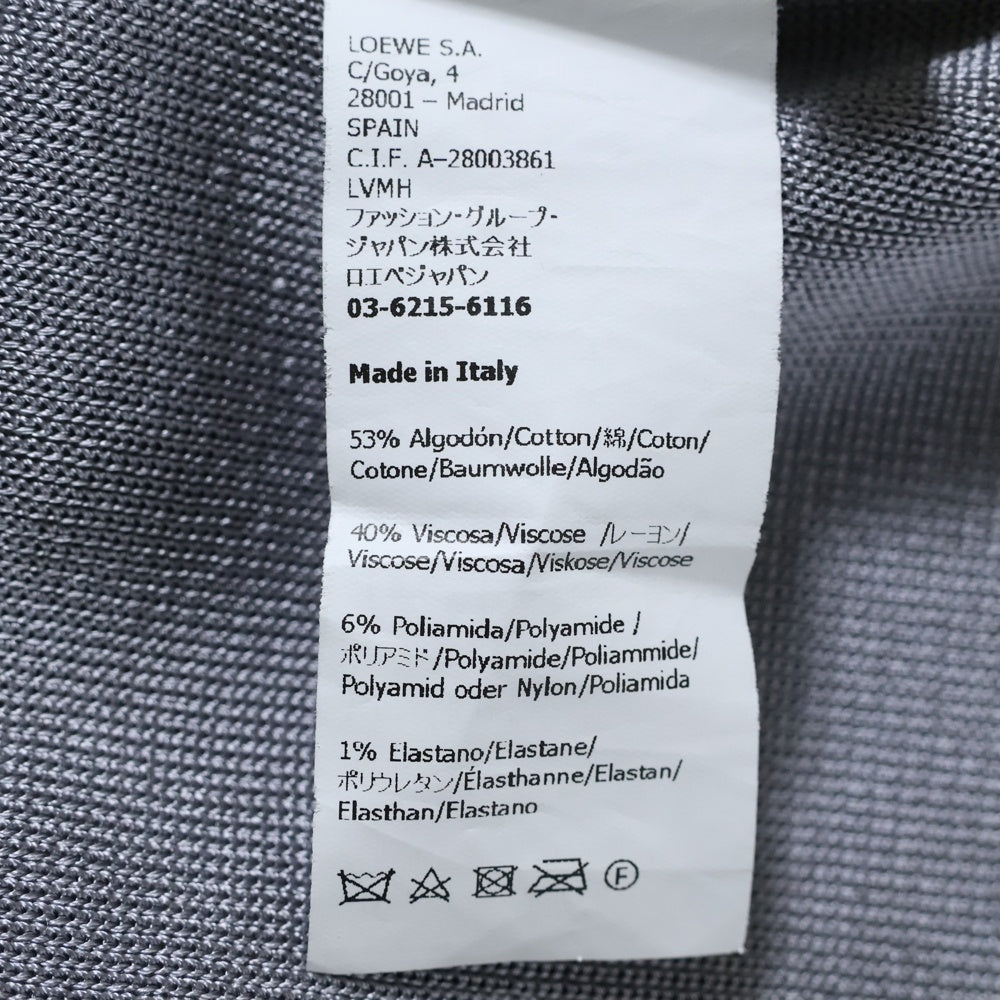 LOEWE S.A.
C/Goya, 4
28001 – Madrid
SPAIN
C.I.F. A–28003861
LVMH
ファッション･グループ･
ジャパン株式会社
ロエベジャパン
03-6215-6116
Made in Italy
53% Algodón/Cotton/綿/Coton/
Cotone/Baumwolle/Algodão
40% Viscosa/Viscose /レーヨン/
Viscose/Viscosa/Viskose/Viscose
6% Poliamida/Polyamide /
ポリアミド/Polyamide/Poliammide/
Polyamid oder Nylon/Poliamida
1% Elastano/Elastane/
ポリウレタン/Élasthanne/Elastan/
Elasthan/Elastano
F